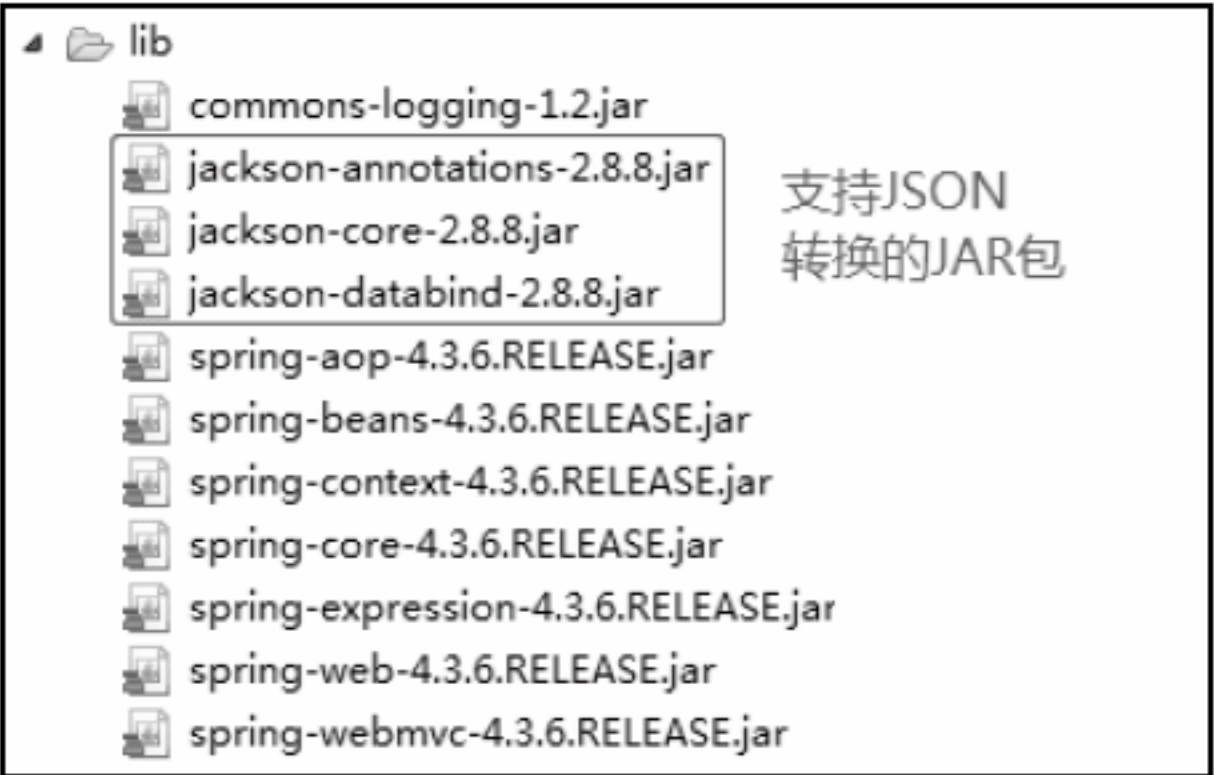 lib
commons-logging-1.2.jar
jackson-annotations-2.8.8.jar
jackson-core-2.8.8.jar
jackson-databind-2.8.8.jar
支持JSON
转换的JAR包
spring-aop-4.3.6.RELEASE.jar
spring-beans-4.3.6.RELEASE.jar
spring-context-4.3.6.RELEASE.jar
spring-core-4.3.6.RELEASE.jar
spring-expression-4.3.6.RELEASE.jar
spring-web-4.3.6.RELEASE.jar
spring-webmvc-4.3.6.RELEASE.jar